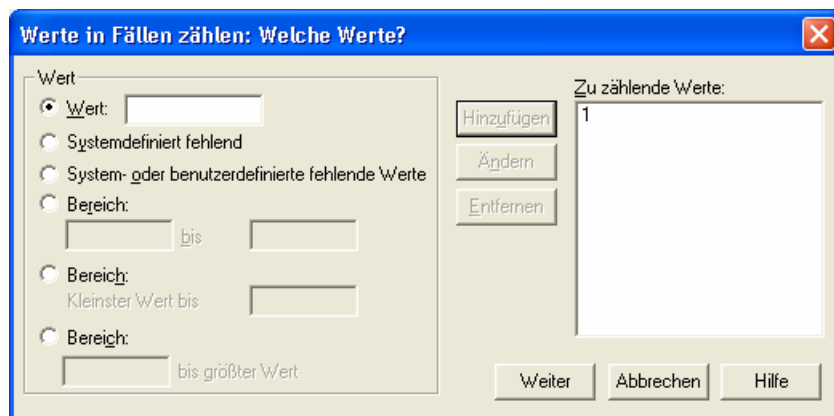 Werte in Fällen zählen: Welche Werte?
Wert
Wert:
Systemdefiniert fehlend
System- oder benutzerdefinierte fehlende Werte
Bereich:
bis
Bereich:
Kleinster Wert bis
Bereich:
bis größter Wert
Hinzufügen
Ändern
Entfernen
Zu zählende Werte:
1
Weiter
Abbrechen
Hilfe